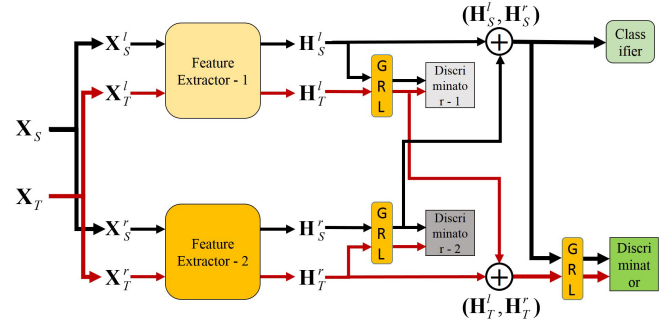 (H_S^l, H_S^r)
X_S^l
Feature
Extractor - 1
H_S^l
Class
ifier
G
R
L
Discri
minato
r - 1
X_T^l
H_T^l
X_S
X_T
X_S^r
Feature
Extractor - 2
H_S^r
G
R
L
Discri
minato
r - 2
X_T^r
H_T^r
G
R
L
Discri
minat
or
(H_T^l, H_T^r)